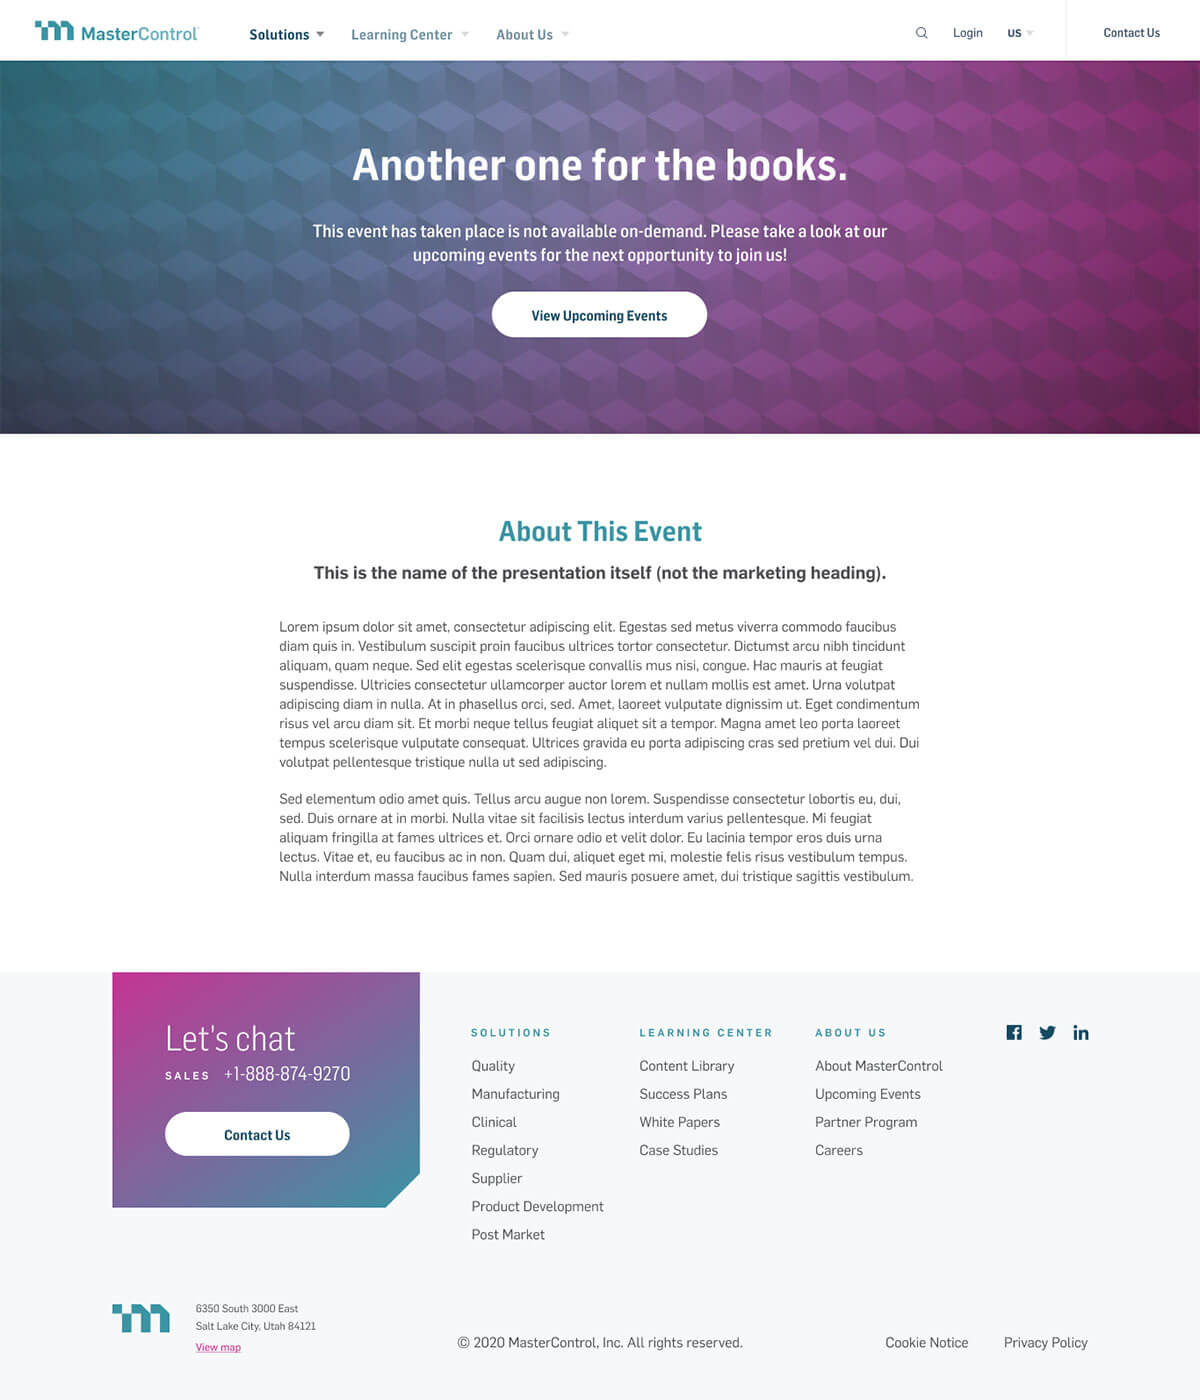 MasterControl
Solutions
Learning Center
About Us
Login
US
Contact Us
Another one for the books.
This event has taken place is not available on-demand. Please take a look at our
upcoming events for the next opportunity to join us!
View Upcoming Events
About This Event
This is the name of the presentation itself (not the marketing heading).
Lorem ipsum dolor sit amet, consectetur adipiscing elit. Egestas sed metus viverra commodo faucibus
diam quis in. Vestibulum suscipit proin faucibus ultrices tortor consectetur. Dictumst arcu nibh tincidunt
aliquam, quam neque. Sed elit egestas scelerisque convallis mus nisi, congue. Hac mauris at feugiat
suspendisse. Ultricies consectetur ullamcorper auctor lorem et nullam mollis est amet. Urna volutpat
adipiscing diam in nulla. At in phasellus orci, sed. Amet, laoreet vulputate dignissim ut. Eget condimentum
risus vel arcu diam sit. Et morbi neque tellus feugiat aliquet sit a tempor. Magna amet leo porta laoreet
tempus scelerisque vulputate consequat. Ultrices gravida eu porta adipiscing cras sed pretium vel dui. Dui
volutpat pellentesque tristique nulla ut sed adipiscing.
Sed elementum odio amet quis. Tellus arcu augue non lorem. Suspendisse consectetur lobortis eu, dui,
sed. Duis ornare at in morbi. Nulla vitae sit facilisis lectus interdum varius pellentesque. Mi feugiat
aliquam fringilla at fames ultrices et. Orci ornare odio et velit dolor. Eu lacinia tempor eros duis urna
lectus. Vitae et, eu faucibus ac in non. Quam dui, aliquet eget mi, molestie felis risus vestibulum tempus.
Nulla interdum massa faucibus fames sapien. Sed mauris posuere amet, dui tristique sagittis vestibulum.
Let's chat
SALES +1-888-874-9270
Contact Us
SOLUTIONS
Quality
Manufacturing
Clinical
Regulatory
Supplier
Product Development
Post Market
LEARNING CENTER
Content Library
Success Plans
White Papers
Case Studies
ABOUT US
About MasterControl
Upcoming Events
Partner Program
Careers
6350 South 3000 East
Salt Lake City, Utah 84121
View map
© 2020 MasterControl, Inc. All rights reserved.
Cookie Notice
Privacy Policy